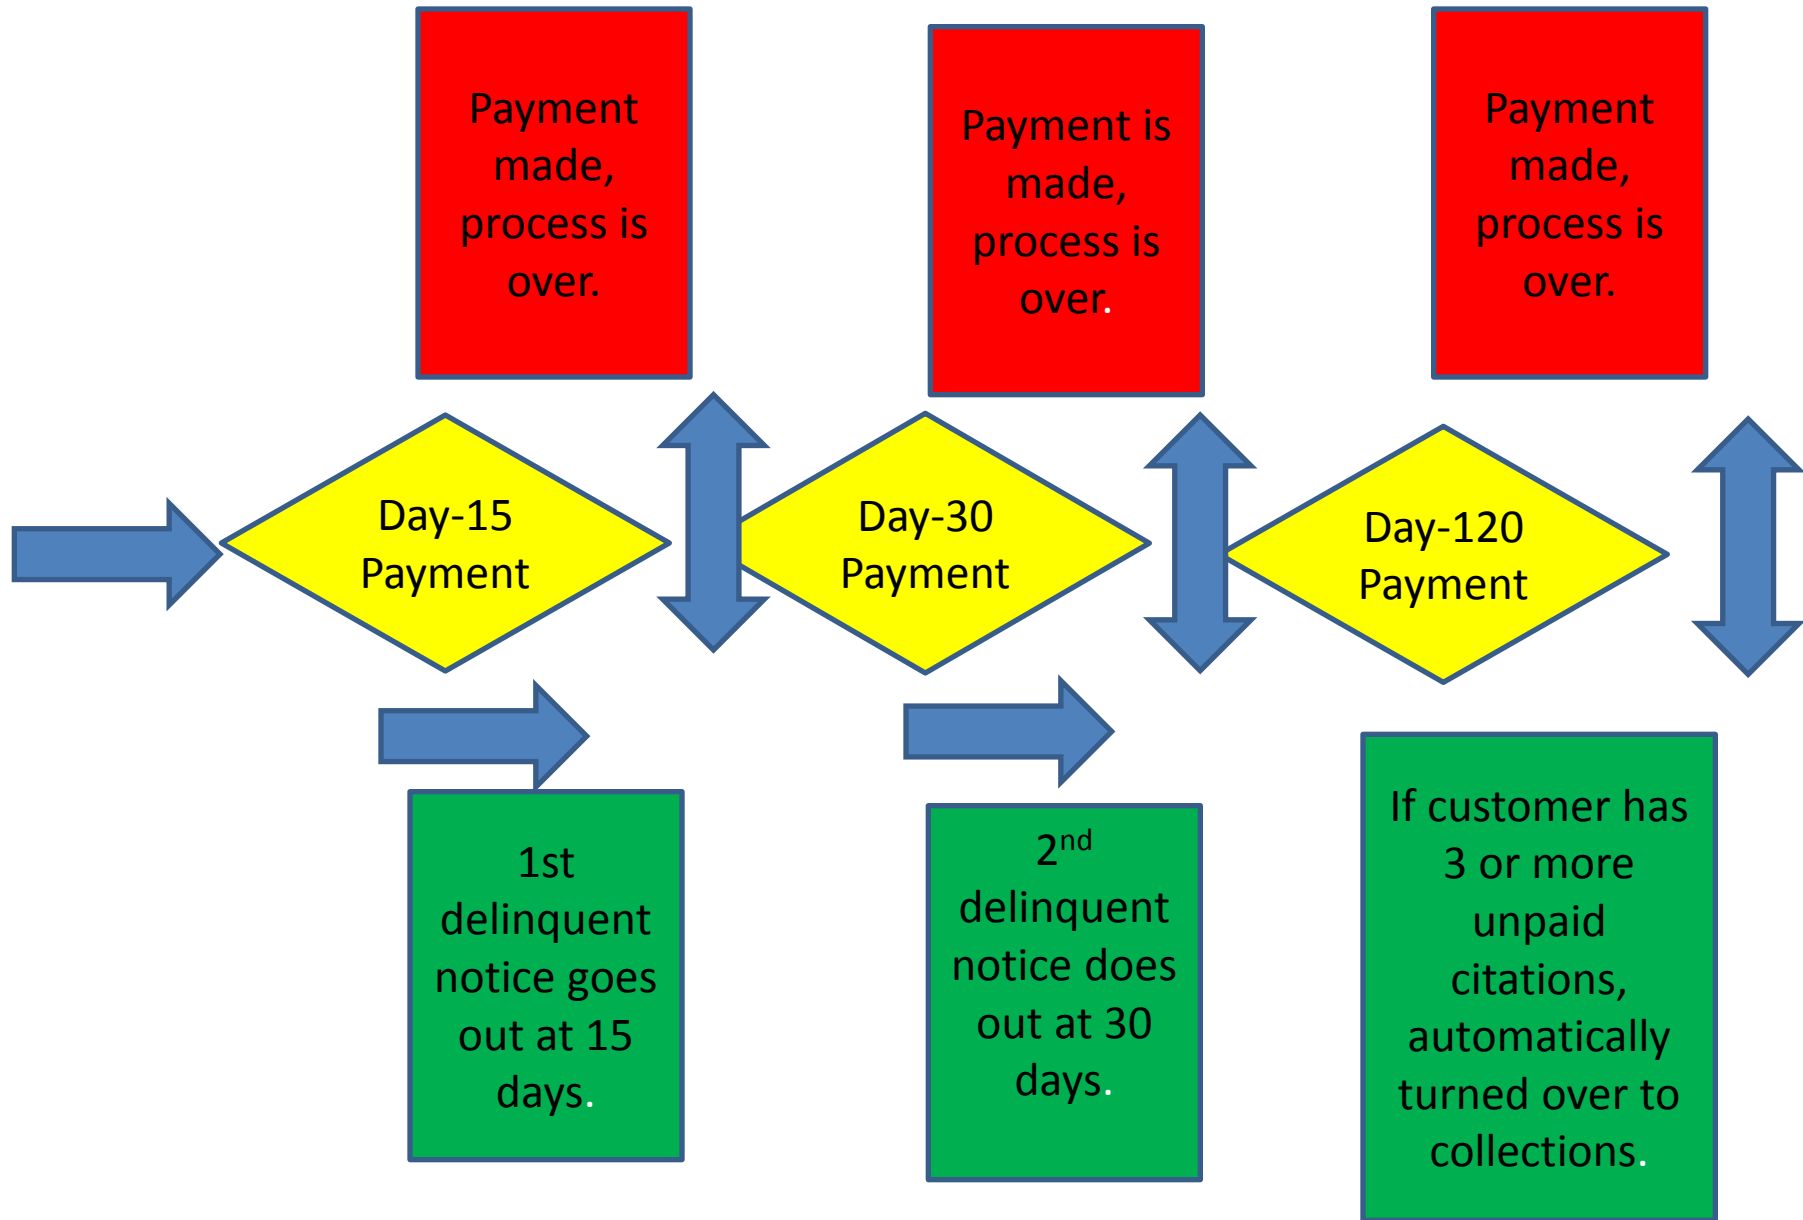 Payment
made,
process is
over.
Payment is
made,
process is
over.
Payment
made,
process is
over.
Day-15
Payment
Day-30
Payment
Day-120
Payment
1st
delinquent
notice goes
out at 15
days.
2nd
delinquent
notice does
out at 30
days.
If customer has
3 or more
unpaid
citations,
automatically
turned over to
collections.